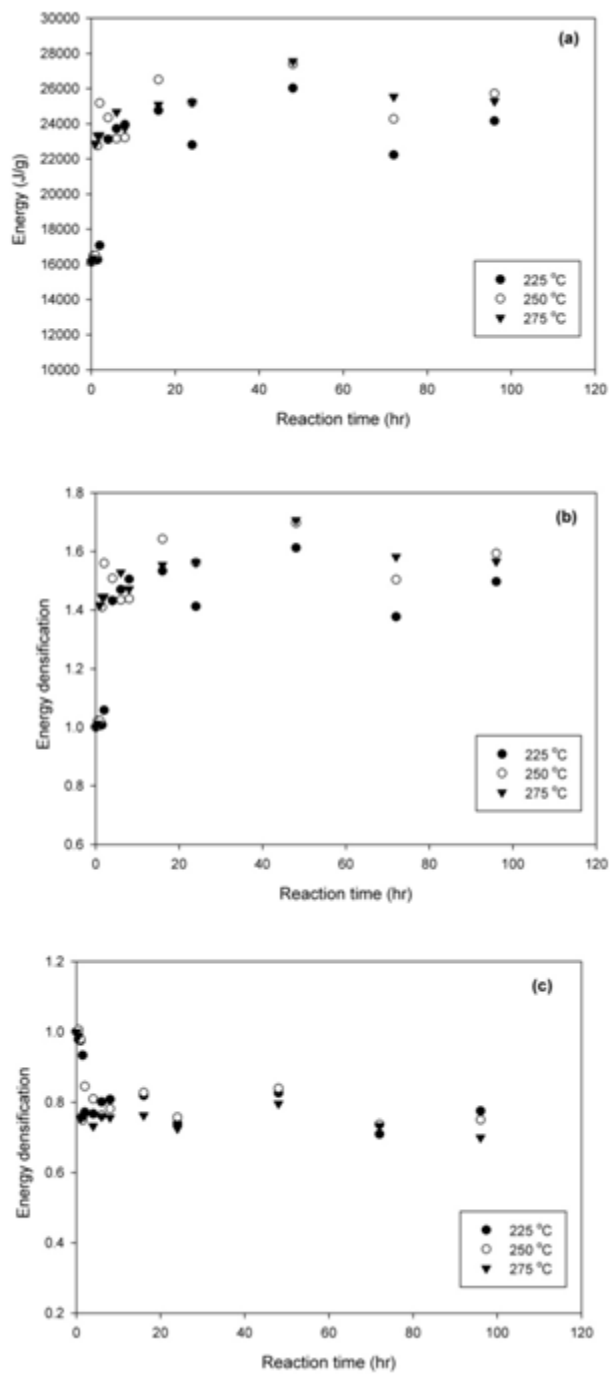 (a)
30000
28000
26000
24000
22000
20000
18000
16000
14000
12000
10000
Energy (J/g)
225 °C
250 °C
275 °C
0 20 40 60 80 100 120
Reaction time (hr)
(b)
1.8
1.6
1.4
1.2
1.0
0.8
0.6
Energy densification
225 °C
250 °C
275 °C
0 20 40 60 80 100 120
Reaction time (hr)
(c)
1.2
1.0
0.8
0.6
0.4
0.2
Energy densification
225 °C
250 °C
275 °C
0 20 40 60 80 100 120
Reaction time (hr)